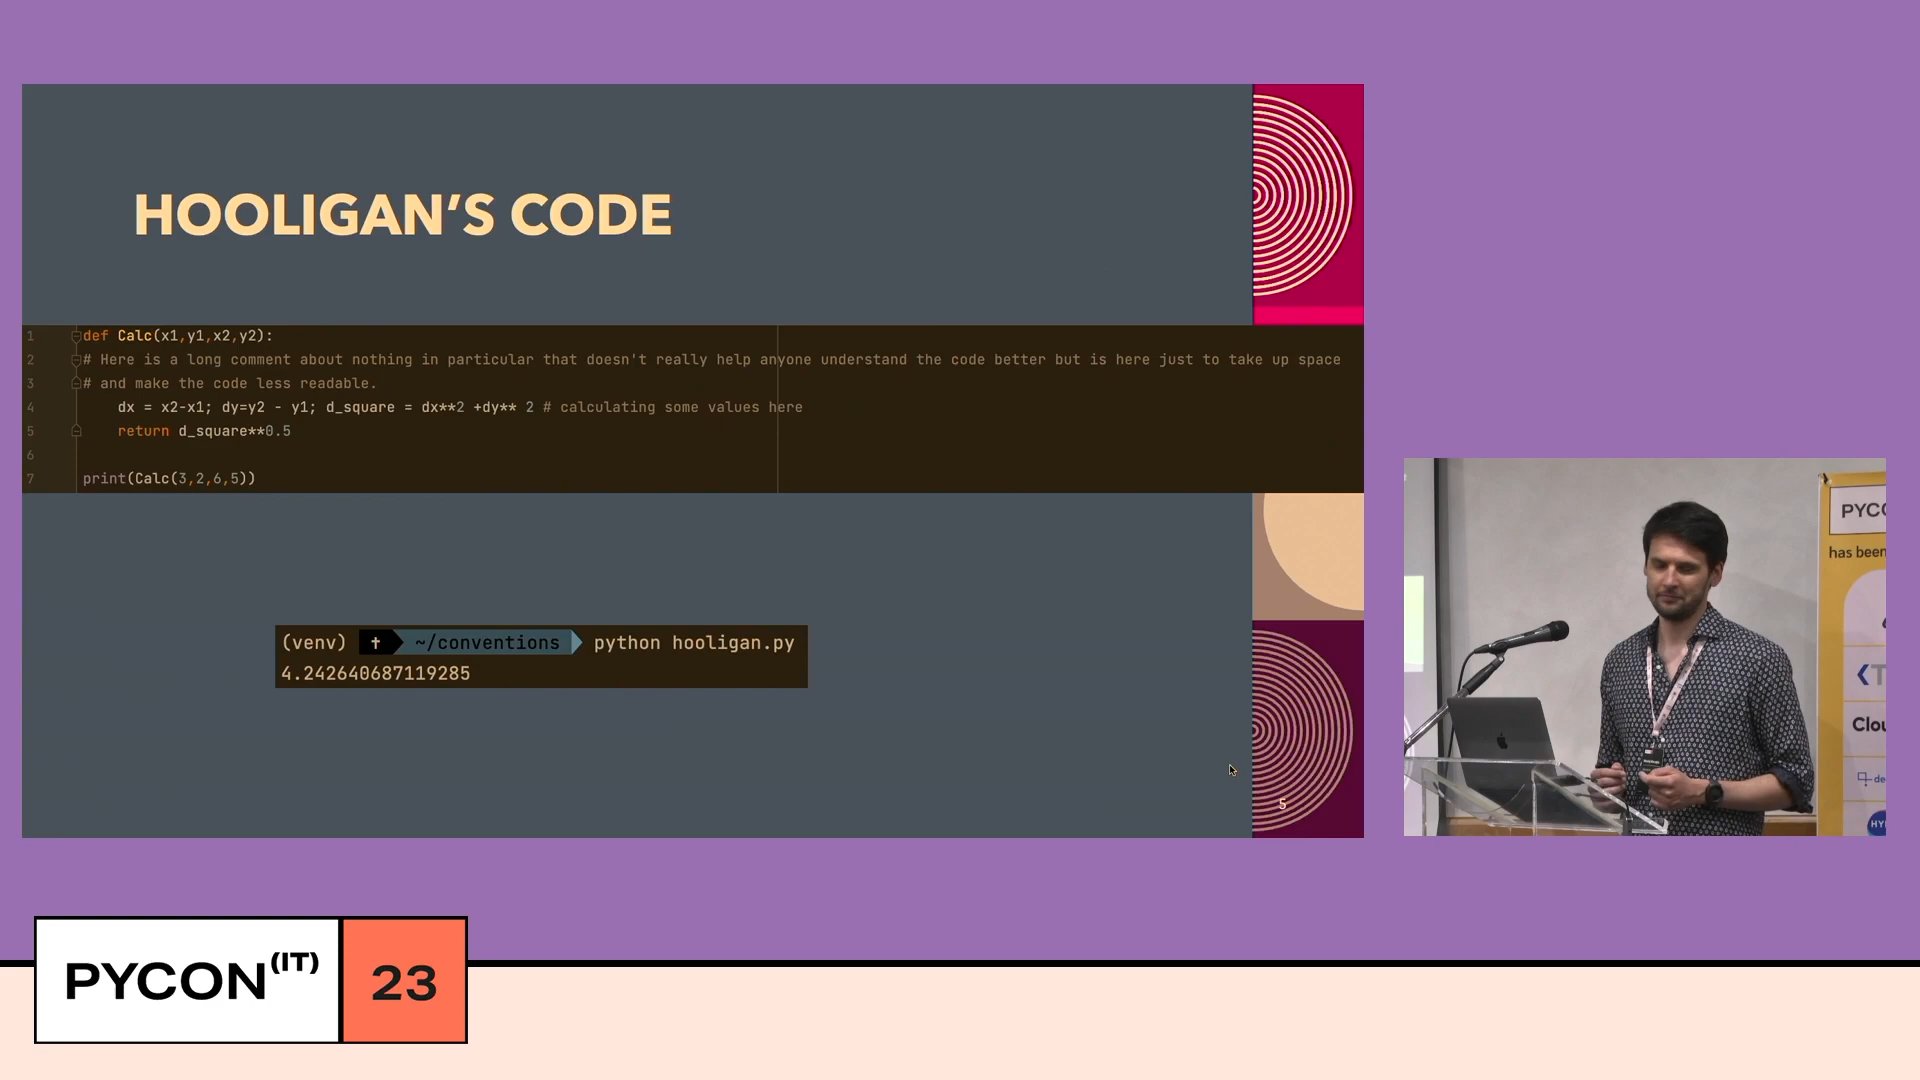 HOOLIGAN’S CODE
1 def Calc(x1,y1,x2,y2):
2 # Here is a long comment about nothing in particular that doesn't really help anyone understand the code better but is here just to take up space
3 # and make the code less readable.
4 dx = x2-x1; dy=y2 - y1; d_square = dx**2 +dy** 2 # calculating some values here
5 return d_square**0.5
6
7 print(Calc(3,2,6,5))
(venv) † ~/conventions python hooligan.py
4.242640687119285
5
PYC
has been
Clou
de
HY
PYCON(IT) 23